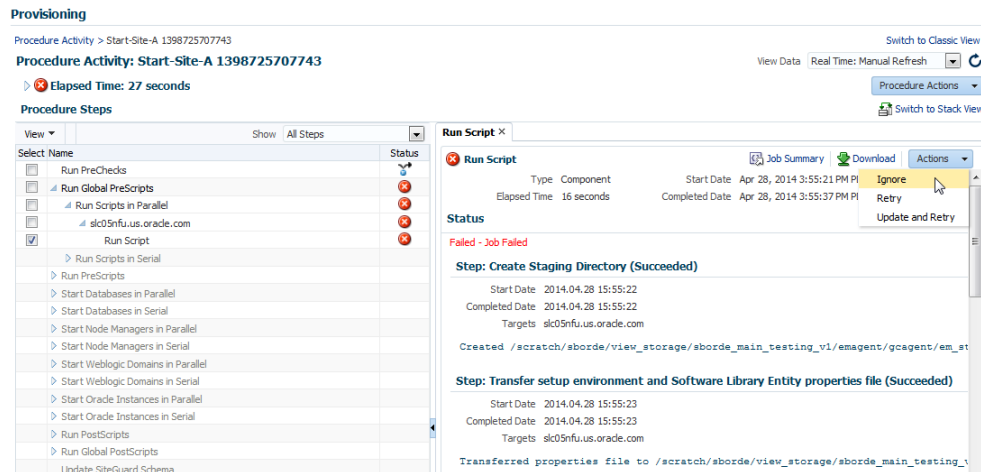 Provisioning
Procedure Activity > Start-Site-A 1398725707743
Switch to Classic View
Procedure Activity: Start-Site-A 1398725707743
View Data Real Time: Manual Refresh
Elapsed Time: 27 seconds
Procedure Actions
Procedure Steps
Switch to Stack View
View
Show All Steps
Select Name Status
Run PreChecks
Run Global PreScripts
Run Scripts in Parallel
slc05nfu.us.oracle.com
Run Script
Run Scripts in Serial
Run PreScripts
Start Databases in Parallel
Start Databases in Serial
Start Node Managers in Parallel
Start Node Managers in Serial
Start Weblogic Domains in Parallel
Start Weblogic Domains in Serial
Start Oracle Instances in Parallel
Start Oracle Instances in Serial
Run PostScripts
Run Global PostScripts
Update SiteGuard Schema
Run Script ×
Run Script
Job Summary
Download
Actions
Ignore
Retry
Update and Retry
Type Component
Start Date Apr 28, 2014 3:55:21 PM P
Elapsed Time 16 seconds
Completed Date Apr 28, 2014 3:55:37 PM P
Status
Failed - Job Failed
Step: Create Staging Directory (Succeeded)
Start Date 2014.04.28 15:55:22
Completed Date 2014.04.28 15:55:22
Targets slc05nfu.us.oracle.com
Created /scratch/sborde/view_storage/sborde_main_testing_v1/emagent/gcagent/em_st
Step: Transfer setup environment and Software Library Entity properties file (Succeeded)
Start Date 2014.04.28 15:55:23
Completed Date 2014.04.28 15:55:23
Targets slc05nfu.us.oracle.com
Transferred properties file to /scratch/sborde/view_storage/sborde_main_testing_v